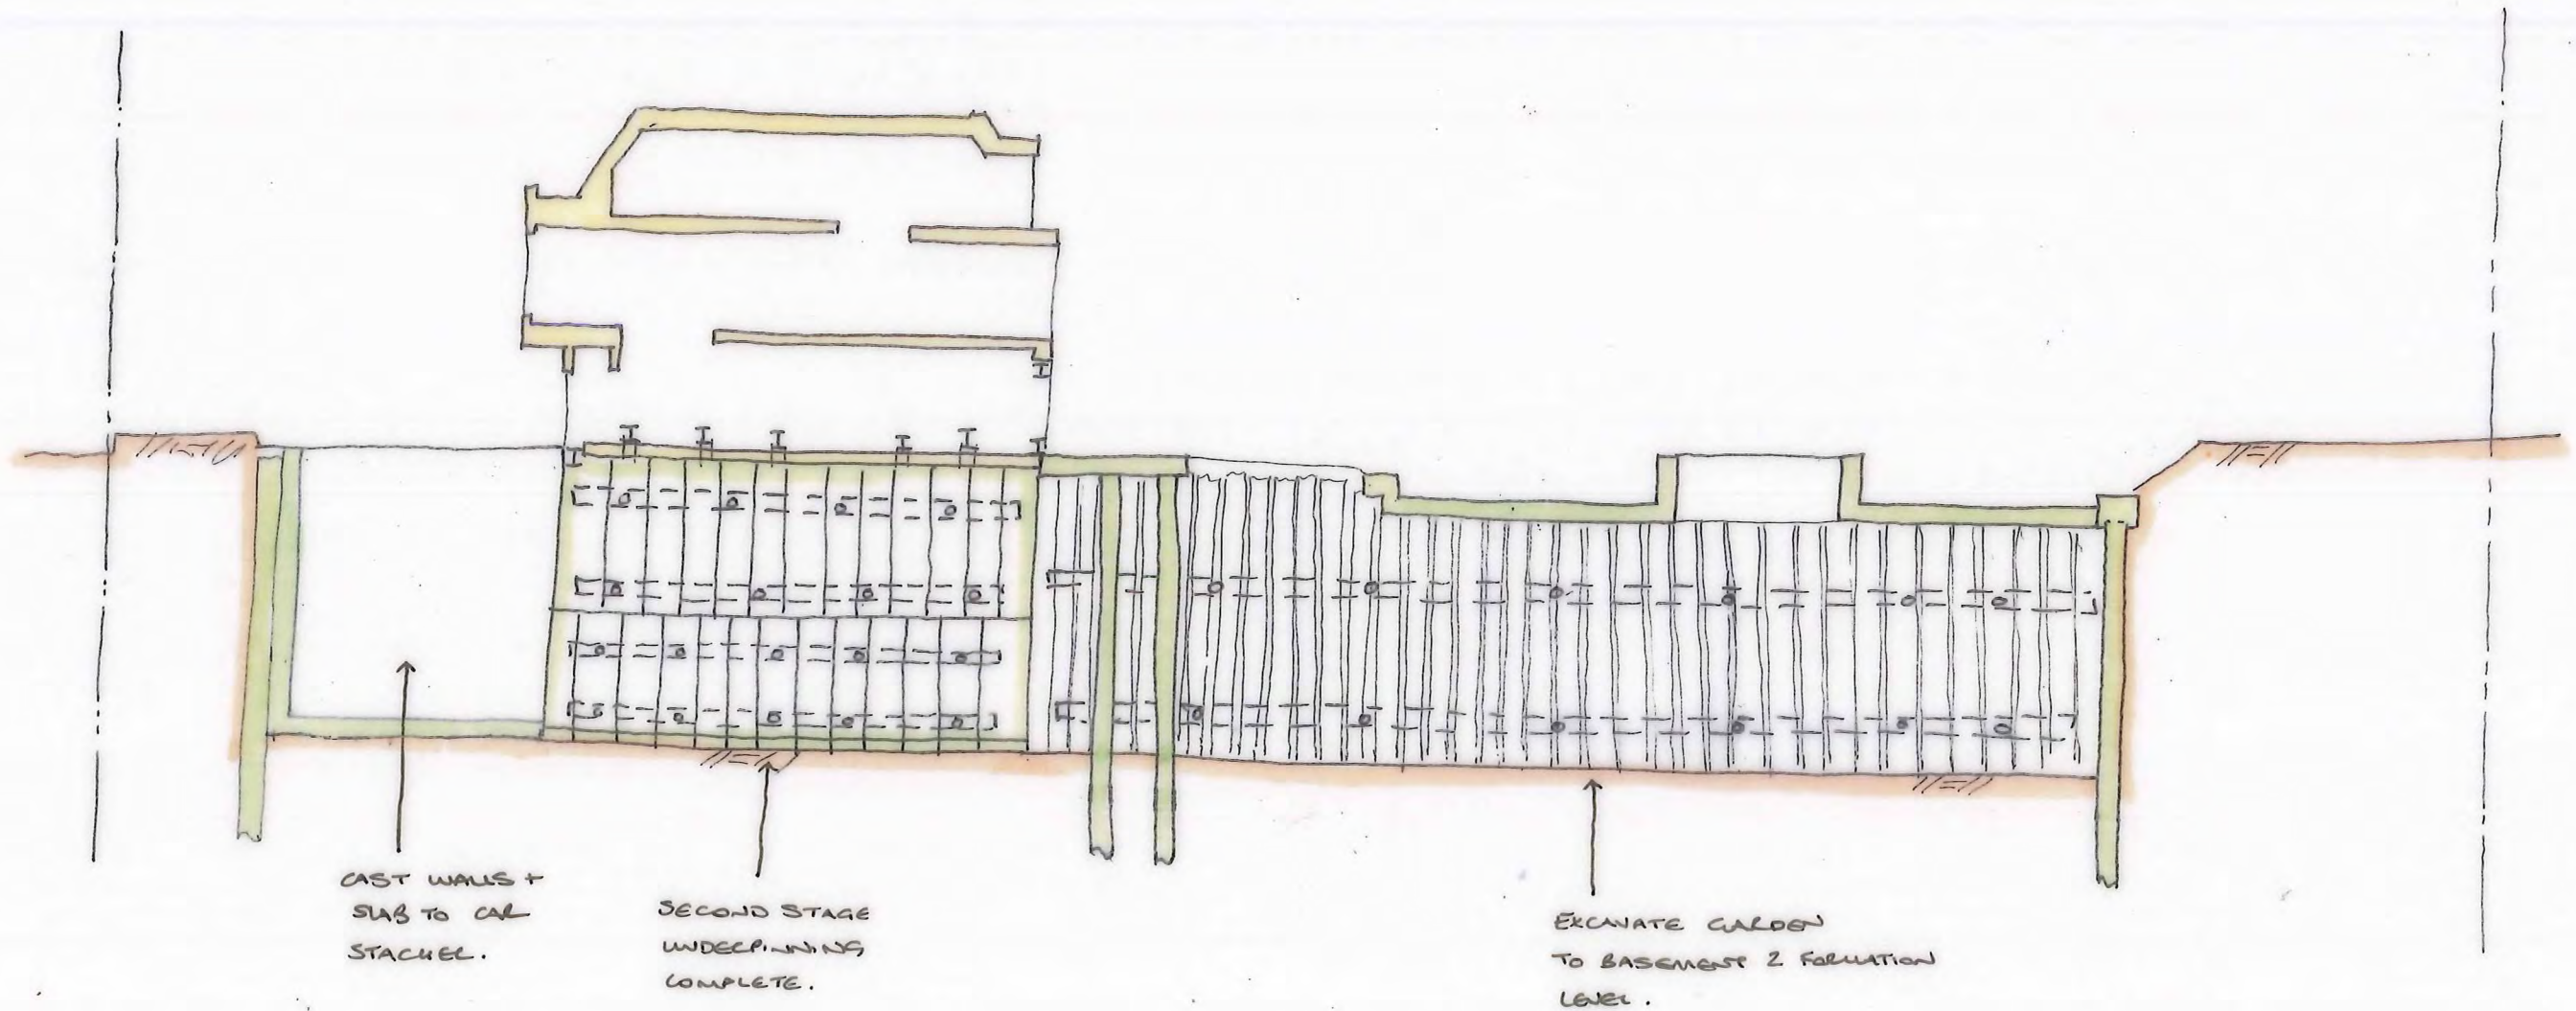 CAST WALLS +
SLAB TO CAR
STACKER.
SECOND STAGE
UNDERPINNING
COMPLETE.
EXCAVATE GARDEN
TO BASEMENT 2 FORMATION
LEVEL.